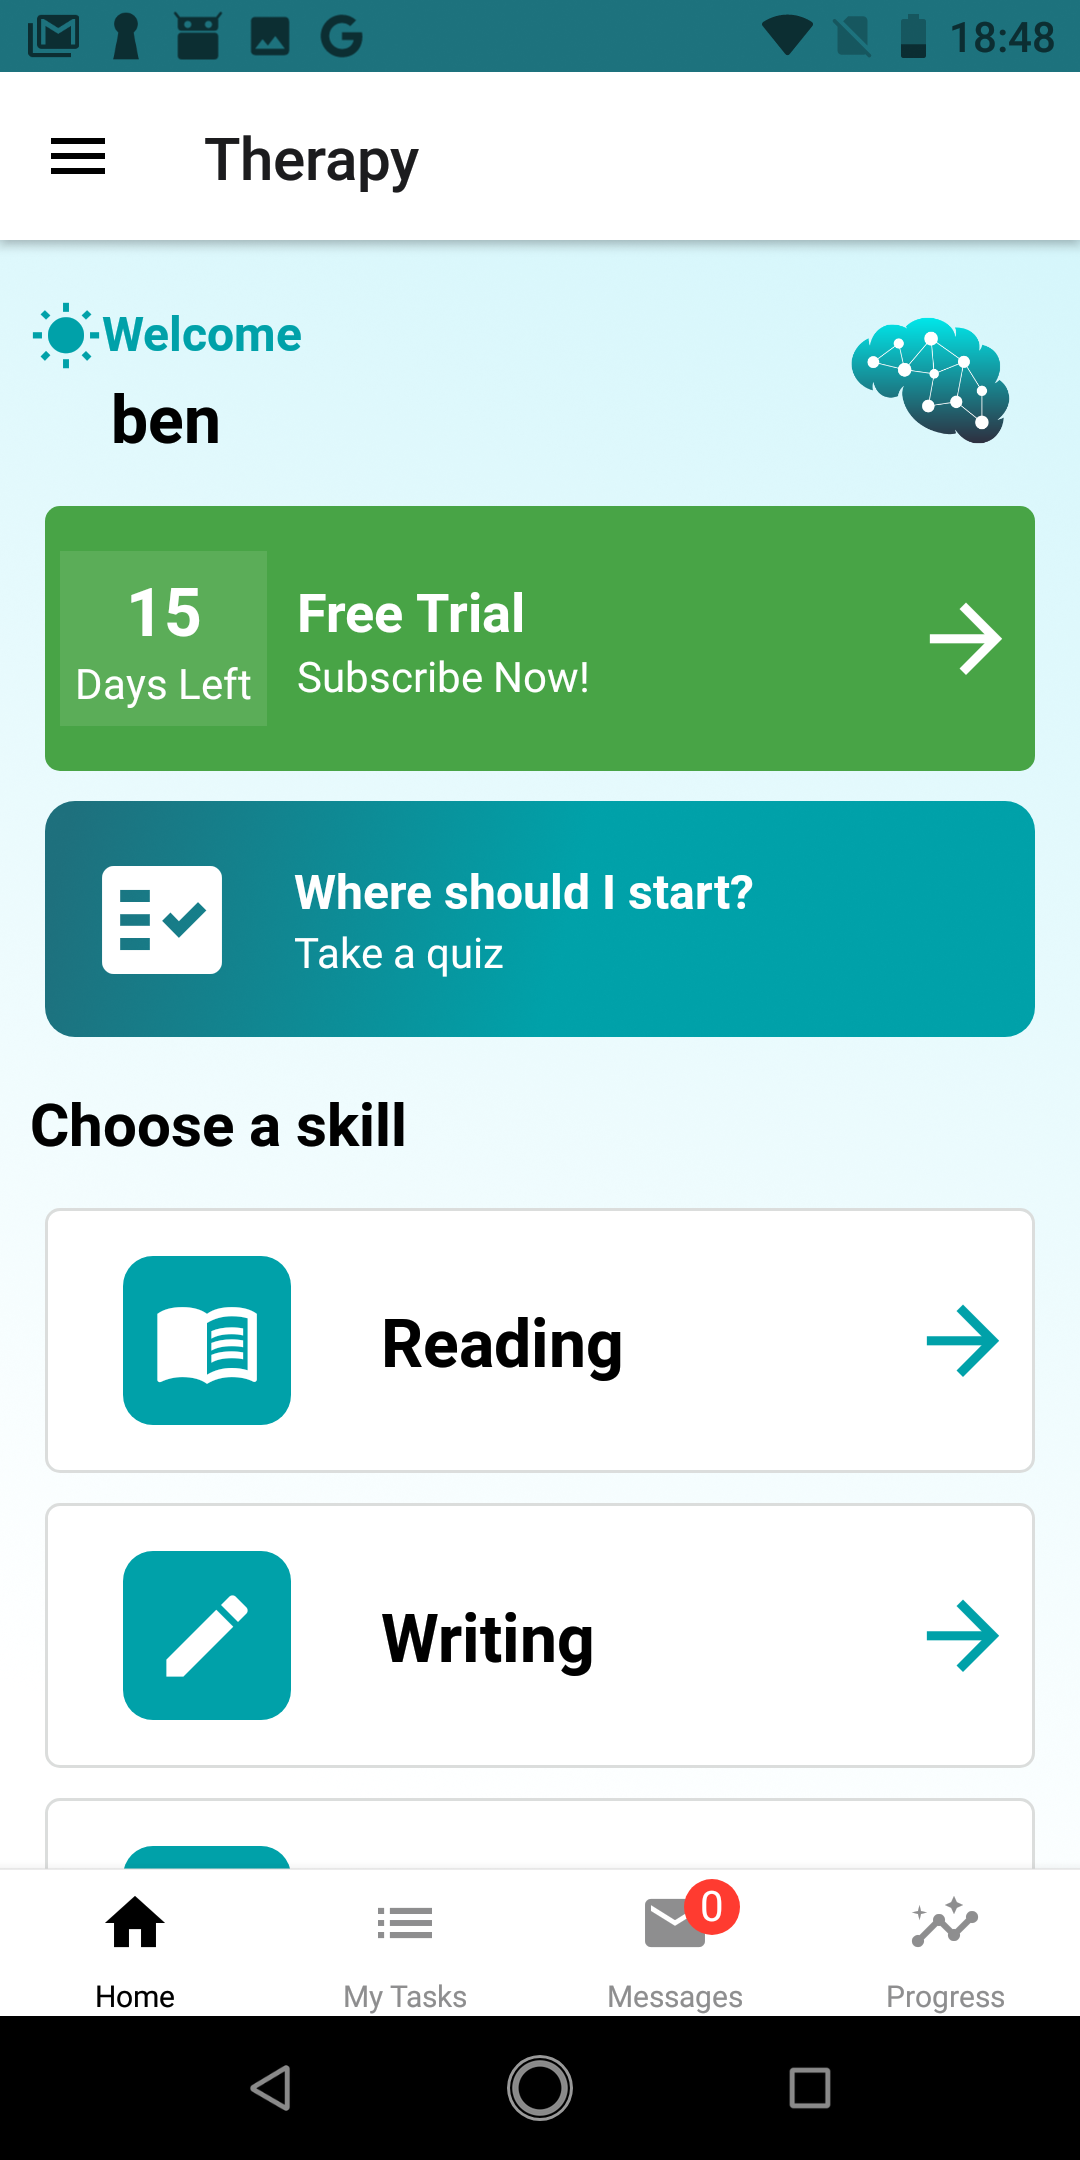 18:48
Therapy
Welcome
ben
15
Days Left
Free Trial
Subscribe Now!
Where should I start?
Take a quiz
Choose a skill
Reading
Writing
0
Home
My Tasks
Messages
Progress